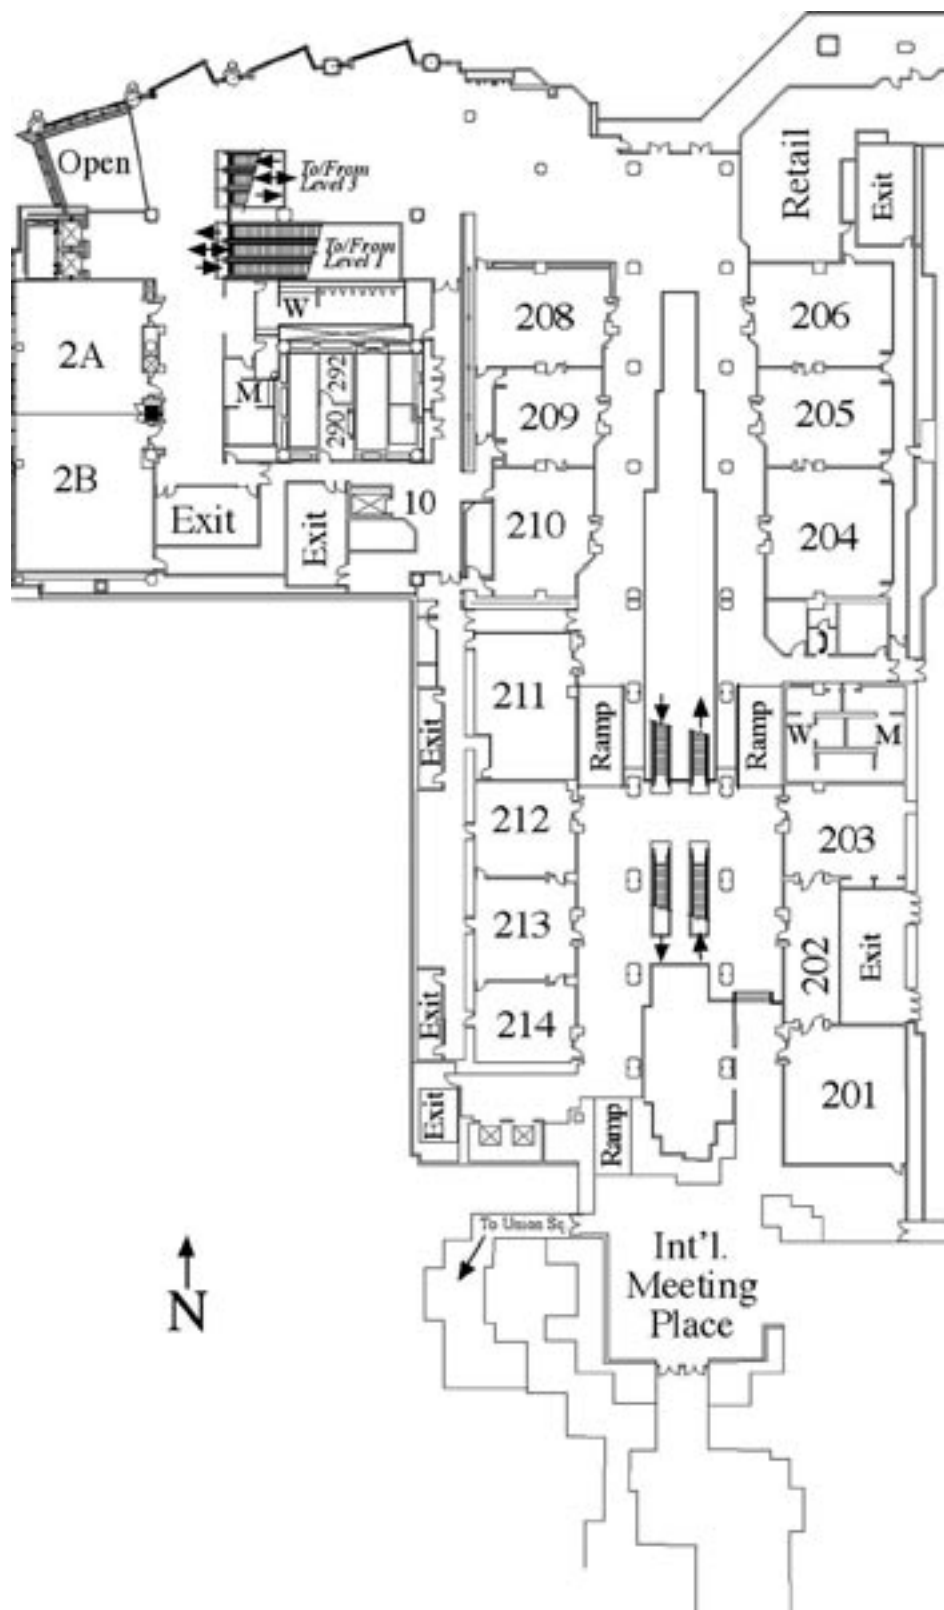 Open
To/From
Level 3
Retail
Exit
To/From
Level 1
W
208
206
2A
M
292
290
209
205
2B
Exit
Exit
10
210
204
211
Exit
Ramp
Ramp
W
M
212
203
213
202
Exit
Exit
214
201
Exit
Ramp
To Union Sq
Int'l.
Meeting
Place
N